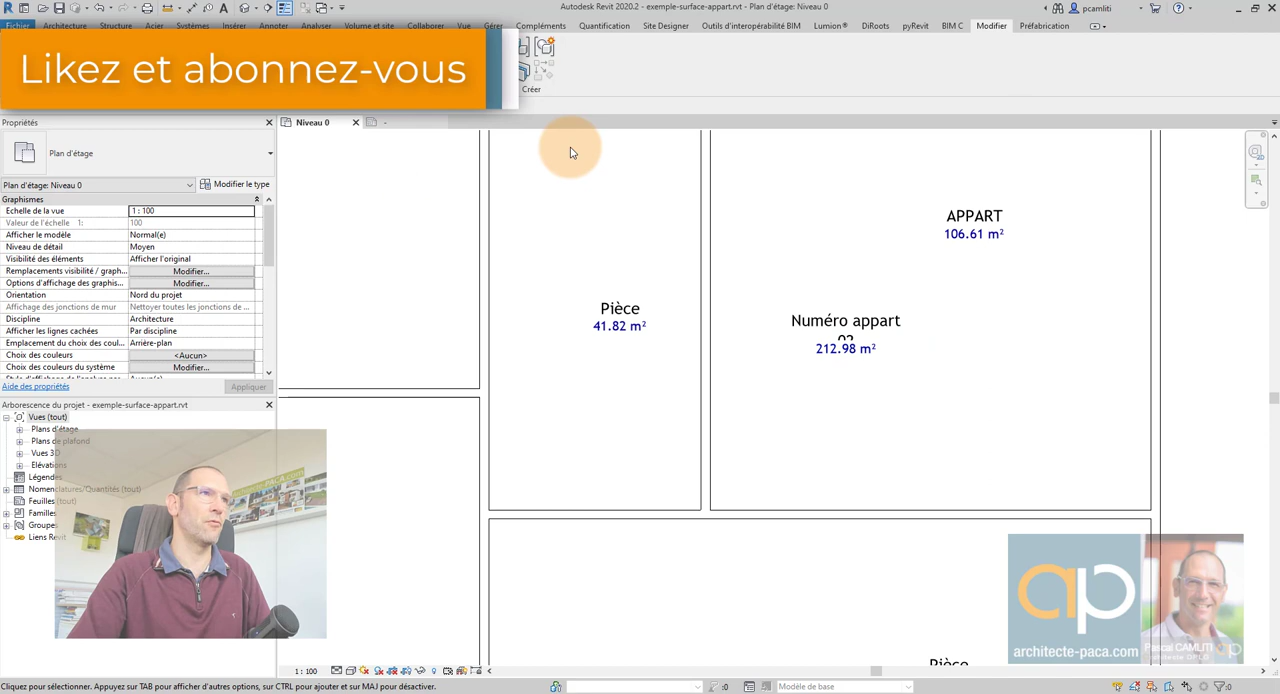 Autodesk Revit 2020.2 - exemple-surface-appart.rvt - Plan d'étage: Niveau 0
pcamliti
Fichier Architecture Structure Acier Systèmes Insérer Annoter Analyser Volume et site Collaborer Vue Gérer Compléments Quantification Site Designer Outils d'interopérabilité BIM Lumion® DiRoots pyRevit BIM C Modifier Préfabrication
Likez et abonnez-vous
Créer
Propriétés
Niveau 0
Plan d'étage
Plan d'étage: Niveau 0
Modifier le type
Graphismes
Echelle de la vue 1 : 100
Valeur de l'échelle 1: 100
Afficher le modèle Normal(e)
Niveau de détail Moyen
Visibilité des éléments Afficher l'original
Remplacements visibilité / graph... Modifier...
Options d'affichage des graphis... Modifier...
Orientation Nord du projet
Affichage des jonctions de mur Nettoyer toutes les jonctions de ...
Discipline Architecture
Afficher les lignes cachées Par discipline
Emplacement du choix des coul... Arrière-plan
Choix des couleurs <Aucun>
Choix des couleurs du système Modifier...
Aide des propriétés
Appliquer
APPART
106.61 m²
Pièce
41.82 m²
Numéro appart
02
212.98 m²
Pièce
Arborescence du projet - exemple-surface-appart.rvt
Vues (tout)
Plans d'étage
Plans de plafond
Vues 3D
Elévations
Légendes
Nomenclatures/Quantités (tout)
Feuilles (tout)
Familles
Groupes
Liens Revit
ap
architecte-paca.com
Pascal CAMLITI
architecte DPLG
1 : 100
Cliquez pour sélectionner. Appuyez sur TAB pour afficher d'autres options, sur CTRL pour ajouter et sur MAJ pour désactiver.
:0
Modèle de base
:0